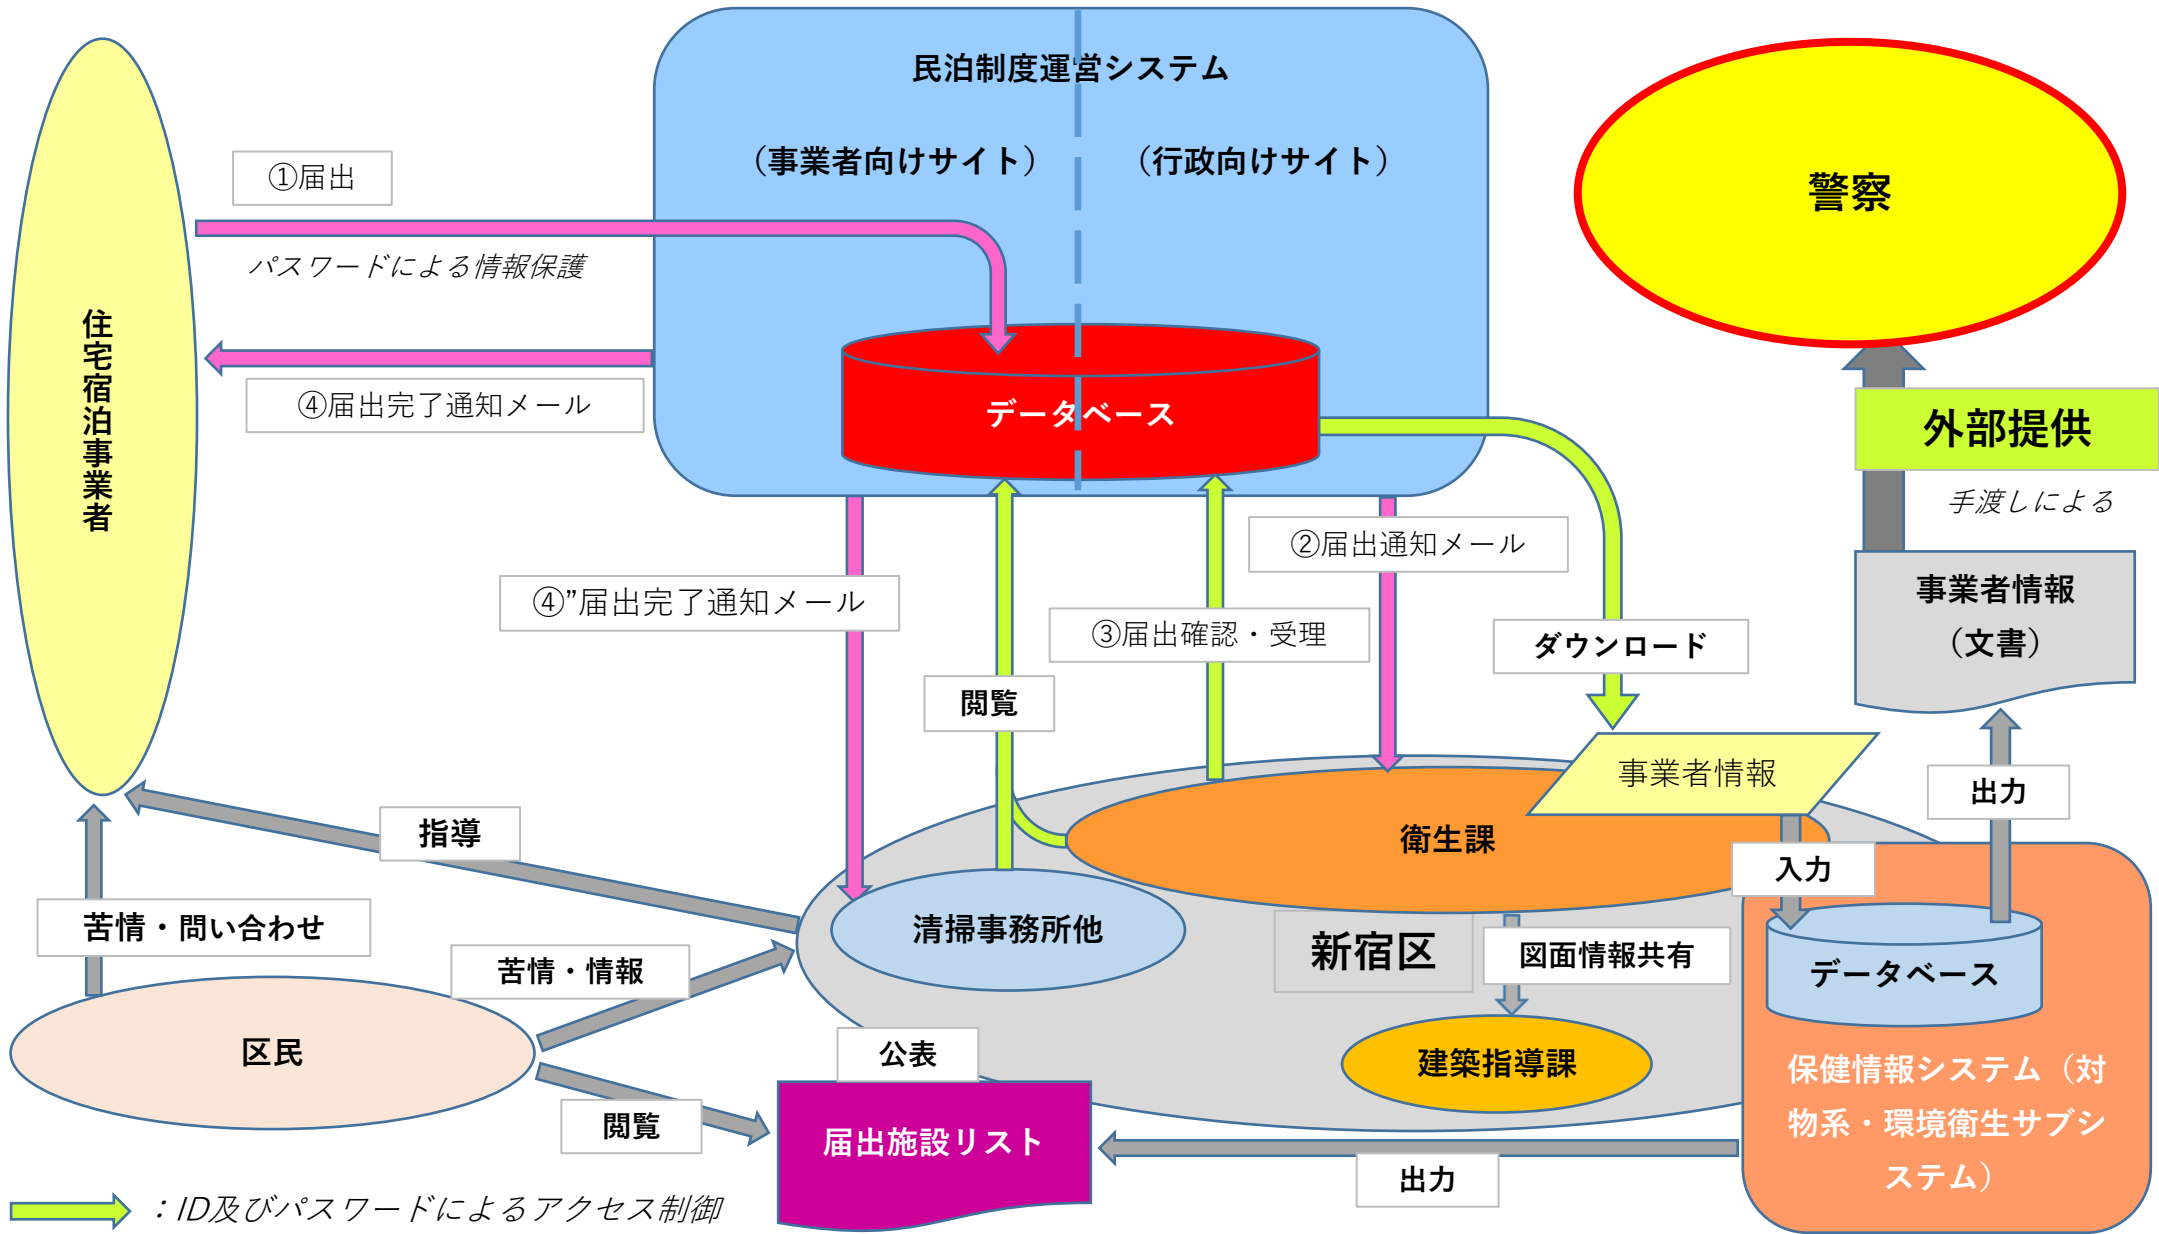 民泊制度運営システム
（事業者向けサイト）
（行政向けサイト）
警察
①届出
パスワードによる情報保護
住宅宿泊事業者
④届出完了通知メール
データベース
外部提供
手渡しによる
②届出通知メール
④”届出完了通知メール
③届出確認・受理
事業者情報
（文書）
ダウンロード
閲覧
事業者情報
出力
指導
衛生課
入力
苦情・問い合わせ
清掃事務所他
苦情・情報
新宿区
図面情報共有
データベース
区民
公表
建築指導課
保健情報システム（対
物系・環境衛生サブシ
ステム）
閲覧
届出施設リスト
出力
：ID及びパスワードによるアクセス制御